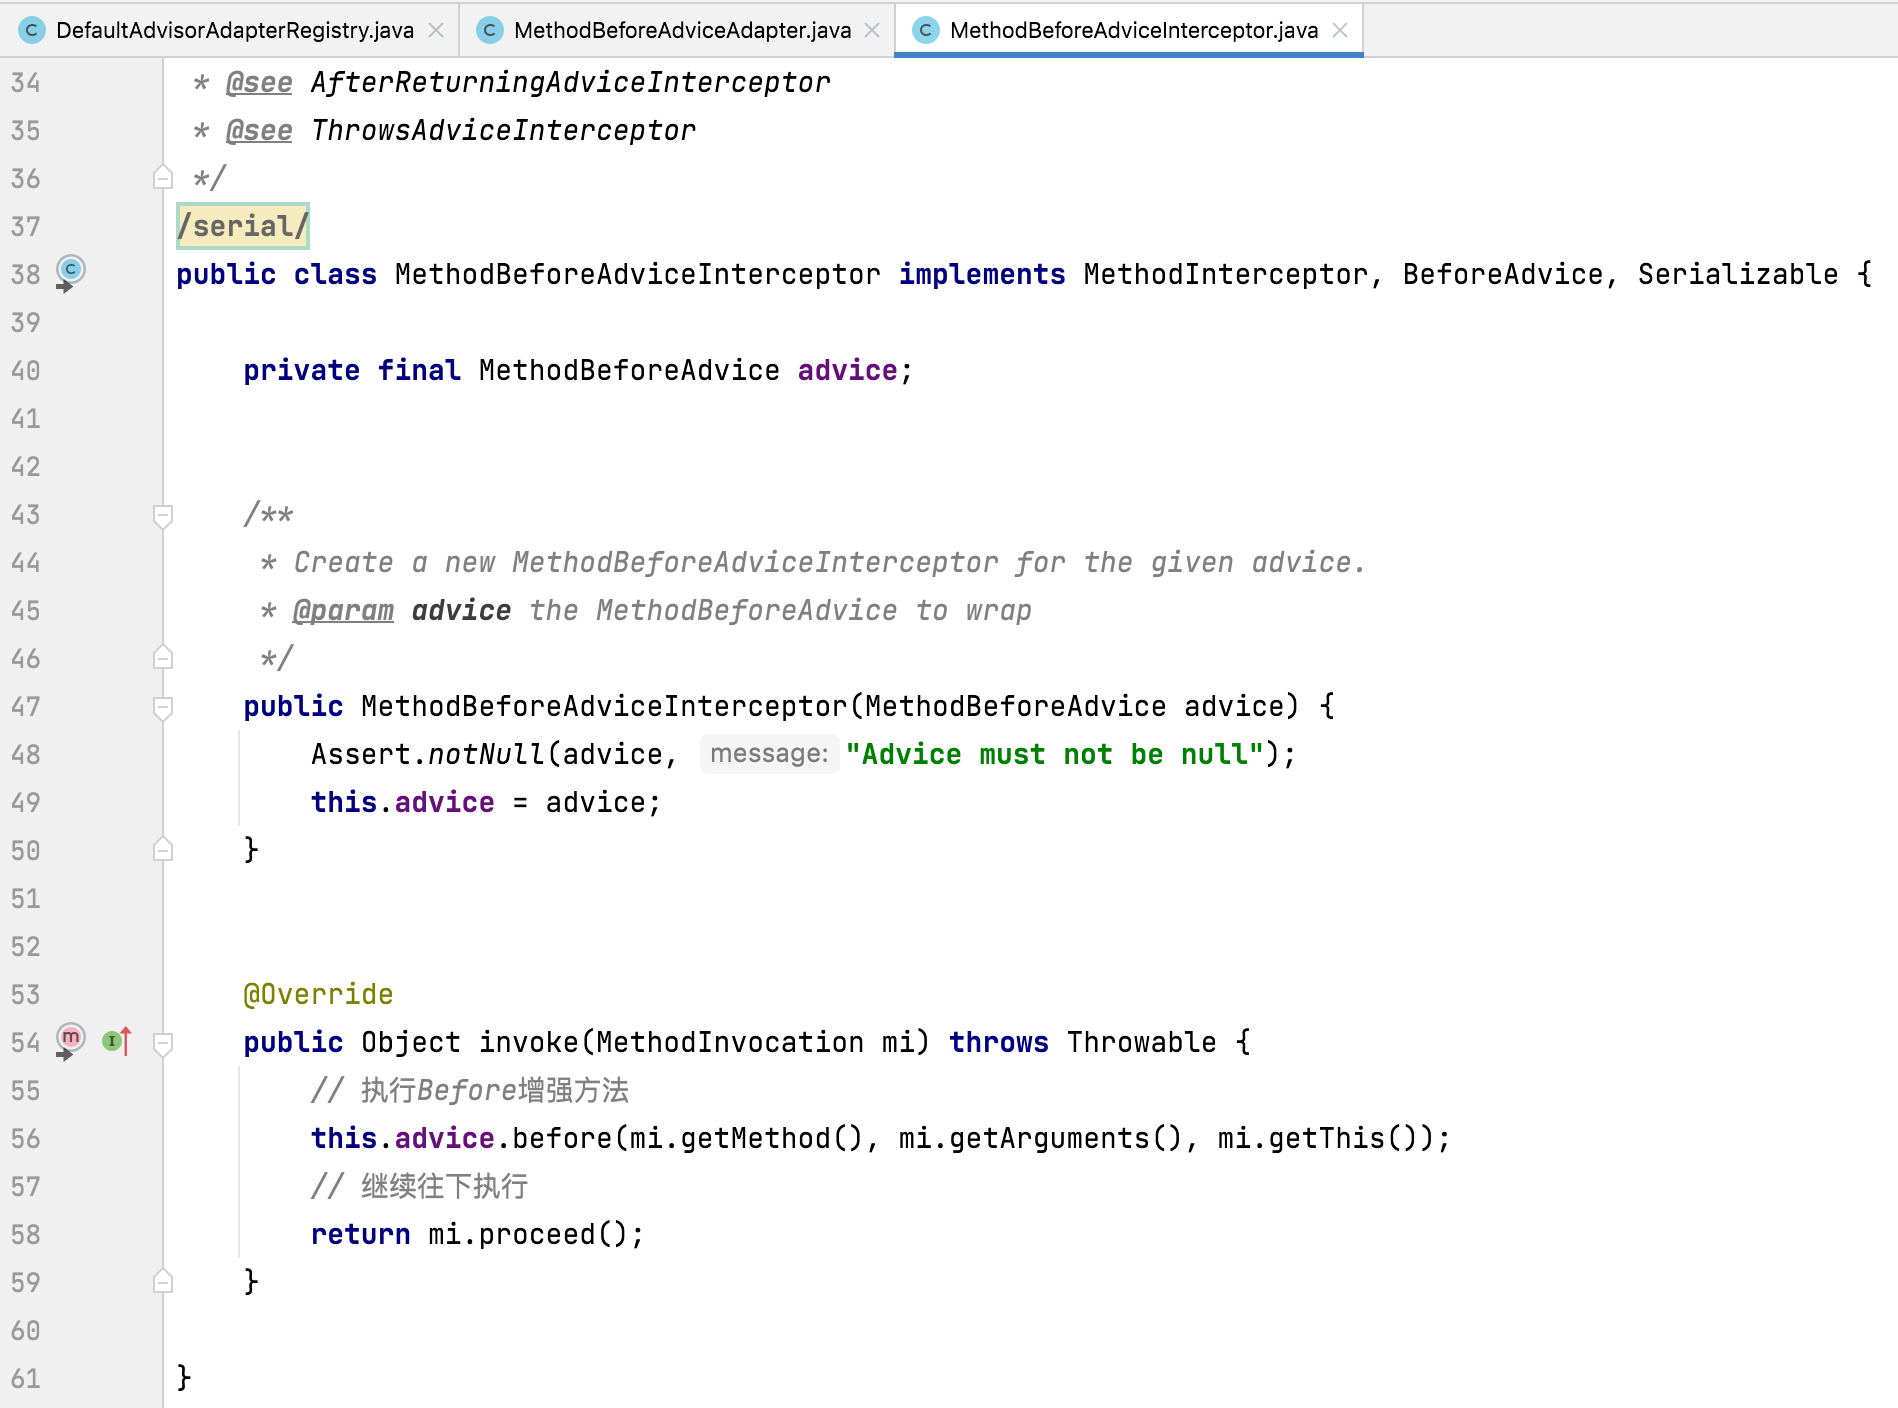 DefaultAdvisorAdapterRegistry.java MethodBeforeAdviceAdapter.java MethodBeforeAdviceInterceptor.java
34  * @see AfterReturningAdviceInterceptor
35  * @see ThrowsAdviceInterceptor
36  */
37 /serial/
38 public class MethodBeforeAdviceInterceptor implements MethodInterceptor, BeforeAdvice, Serializable {
39
40     private final MethodBeforeAdvice advice;
41
42
43     /**
44      * Create a new MethodBeforeAdviceInterceptor for the given advice.
45      * @param advice the MethodBeforeAdvice to wrap
46      */
47     public MethodBeforeAdviceInterceptor(MethodBeforeAdvice advice) {
48         Assert.notNull(advice, message: "Advice must not be null");
49         this.advice = advice;
50     }
51
52
53     @Override
54     public Object invoke(MethodInvocation mi) throws Throwable {
55         // 执行Before增强方法
56         this.advice.before(mi.getMethod(), mi.getArguments(), mi.getThis());
57         // 继续往下执行
58         return mi.proceed();
59     }
60
61 }